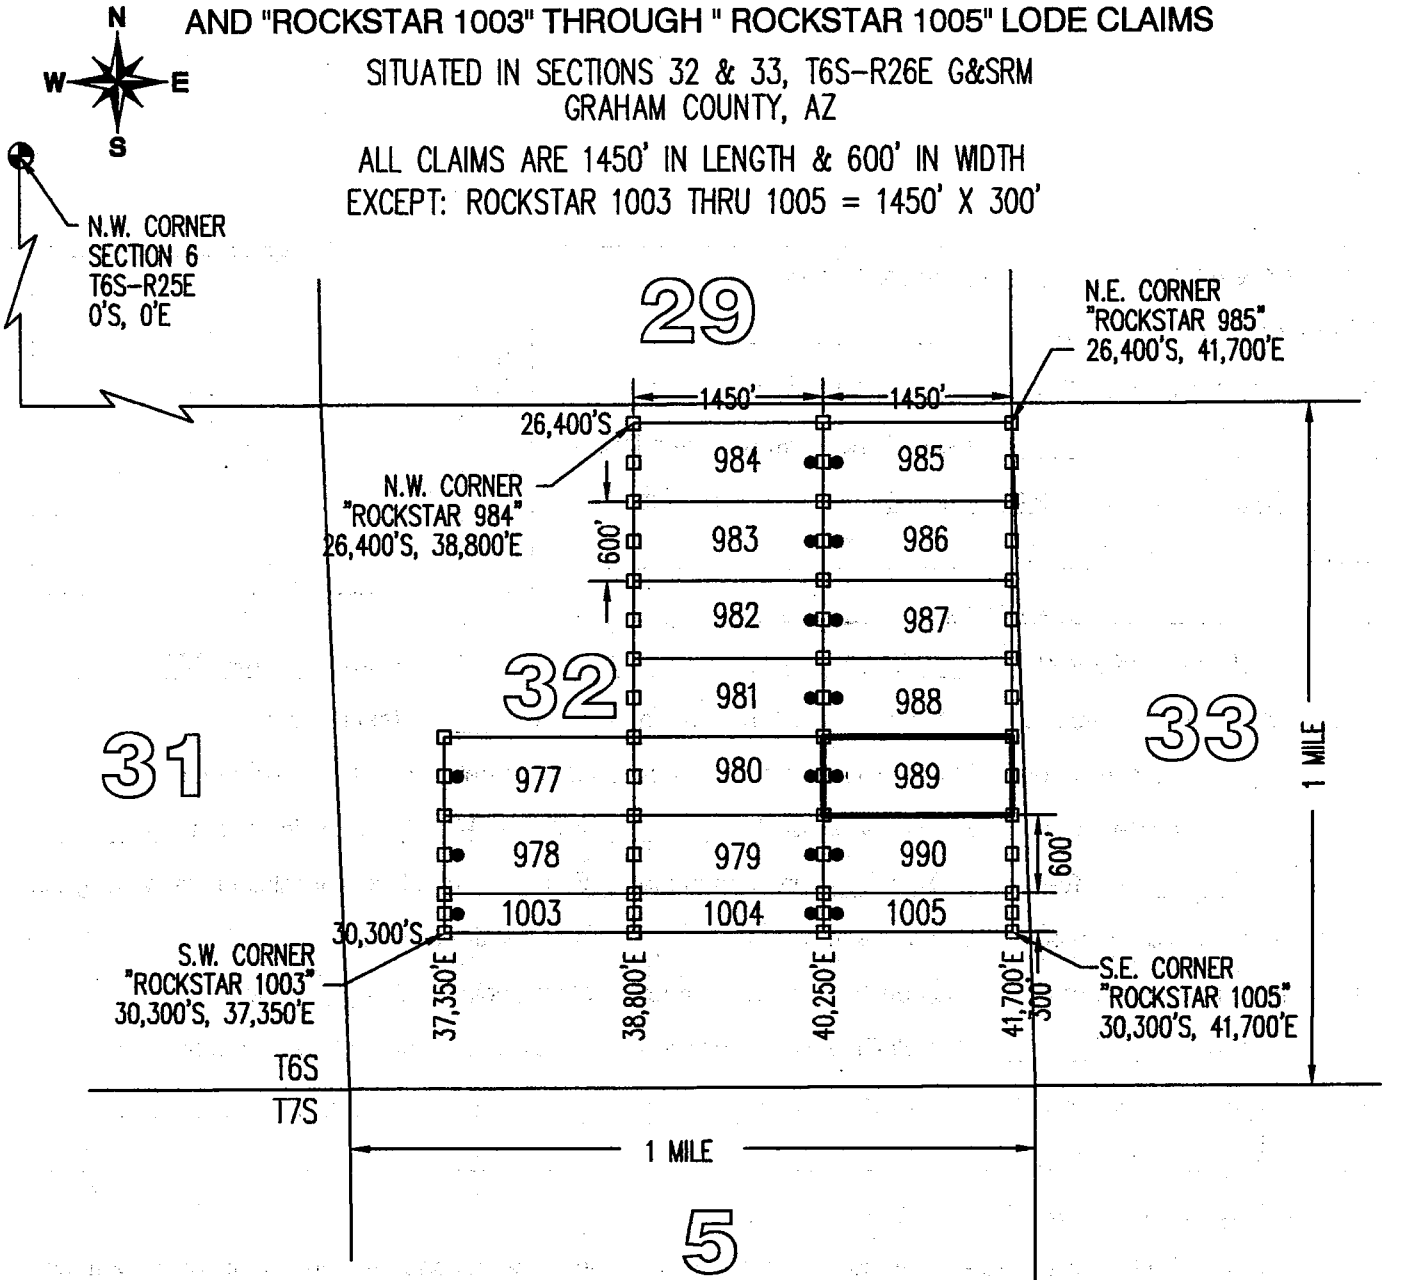 AND "ROCKSTAR 1003" THROUGH " ROCKSTAR 1005" LODE CLAIMS
N
W E
S
SITUATED IN SECTIONS 32 & 33, T6S-R26E G&SRM
GRAHAM COUNTY, AZ
ALL CLAIMS ARE 1450' IN LENGTH & 600' IN WIDTH
EXCEPT: ROCKSTAR 1003 THRU 1005 = 1450' X 300'
N.W. CORNER
SECTION 6
T6S-R25E
0'S, 0'E
29
N.E. CORNER
"ROCKSTAR 985"
26,400'S, 41,700'E
1450' 1450'
26,400'S
984 985
N.W. CORNER
"ROCKSTAR 984"
26,400'S, 38,800'E
600'
983 986
982 987
32
981 988
33
31
1 MILE
977 980 989
978 979 990
600'
1003 1004 1005
30,300'S
S.W. CORNER
"ROCKSTAR 1003"
30,300'S, 37,350'E
37,350'E
38,800'E
40,250'E
41,700'E
300'
S.E. CORNER
"ROCKSTAR 1005"
30,300'S, 41,700'E
T6S
T7S
1 MILE
5